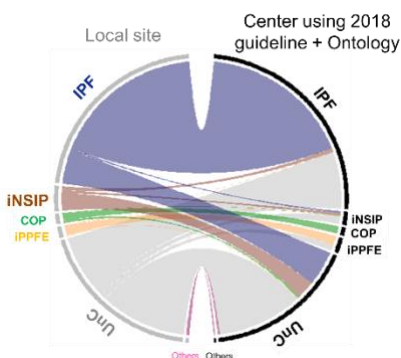 Local site
Center using 2018
guideline + Ontology
IPF
IPF
iNSIP
COP
iPPFE
iNSIP
COP
iPPFE
UnC
UnC
Others
Others